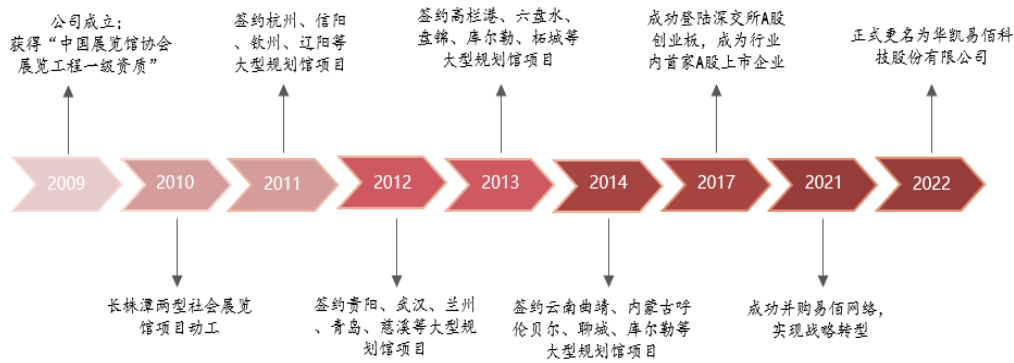 公司成立；
获得“中国展览馆协会
展览工程一级资质”
签约杭州、信阳
、钦州、辽阳等
大型规划馆项目
签约高栏港、六盘水、
盘锦、库尔勒、柘城等
大型规划馆项目
成功登陆深交所A股
创业板，成为行业
内首家A股上市企业
正式更名为华凯易佰科
技股份有限公司
2009
2010
2011
2012
2013
2014
2017
2021
2022
长株潭两型社会展览
馆项目动工
签约贵阳、武汉、兰州
、青岛、慈溪等大型规
划馆项目
签约云南曲靖、内蒙古呼
伦贝尔、聊城、库尔勒等
大型规划馆项目
成功并购易佰网络，
实现战略转型